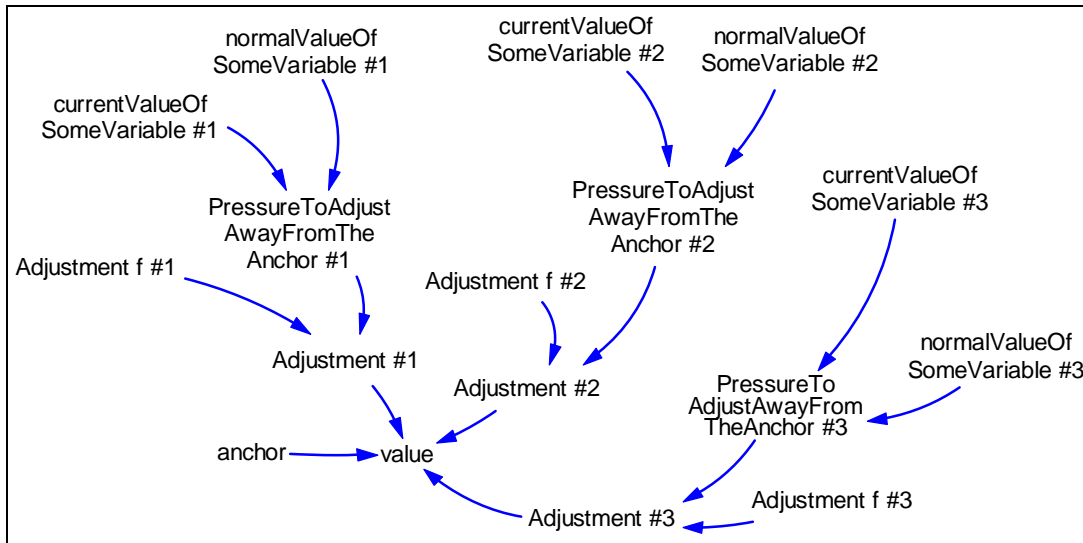 normalValueOf
SomeVariable #1
currentValueOf
SomeVariable #2
normalValueOf
SomeVariable #2
currentValueOf
SomeVariable #1
currentValueOf
SomeVariable #3
PressureToAdjust
AwayFromThe
Anchor #1
PressureToAdjust
AwayFromThe
Anchor #2
Adjustment f #1
Adjustment f #2
normalValueOf
SomeVariable #3
Adjustment #1
Adjustment #2
PressureTo
AdjustAwayFrom
TheAnchor #3
anchor
value
Adjustment #3
Adjustment f #3